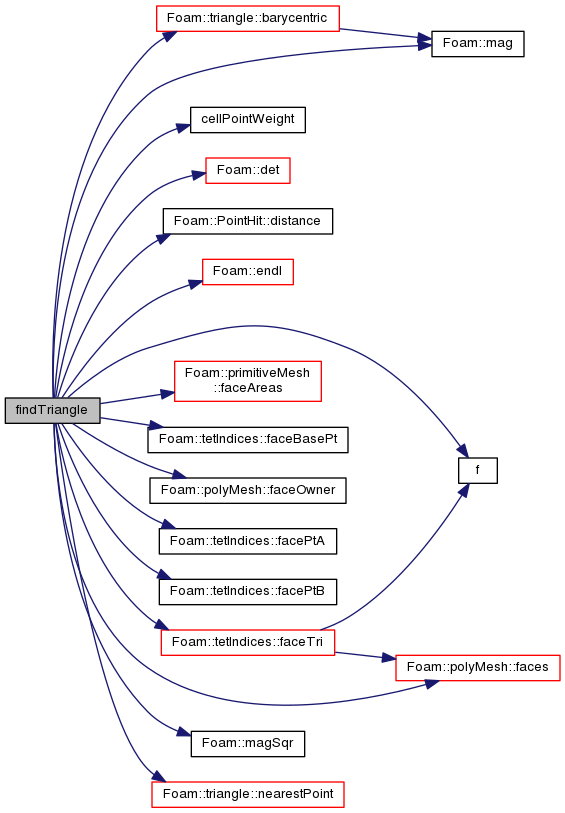 Foam::triangle::barycentric
Foam::mag
cellPointWeight
Foam::det
Foam::PointHit::distance
Foam::endl
Foam::primitiveMesh
::faceAreas
findTriangle
Foam::tetIndices::faceBasePt
f
Foam::polyMesh::faceOwner
Foam::tetIndices::facePtA
Foam::tetIndices::facePtB
Foam::tetIndices::faceTri
Foam::polyMesh::faces
Foam::magSqr
Foam::triangle::nearestPoint